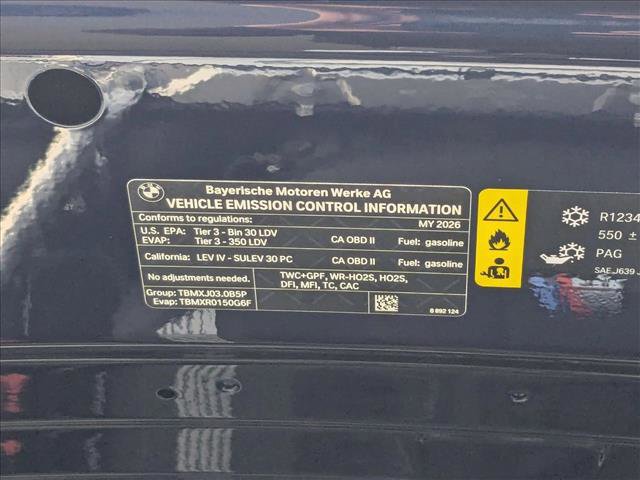 BMW
Bayerische Motoren Werke AG
VEHICLE EMISSION CONTROL INFORMATION
Conforms to regulations: MY 2026
U.S. EPA: Tier 3 - Bin 30 LDV
EVAP: Tier 3 - 350 LDV CA OBD II Fuel: gasoline
California: LEV IV - SULEV 30 PC CA OBD II Fuel: gasoline
No adjustments needed. TWC+GPF, WR-HO2S, HO2S,
DFI, MFI, TC, CAC
Group: TBMXJ03.0B5P
Evap: TBMXR0150G6F
8 892 124
R1234
550 ±
PAG
SAEJ639